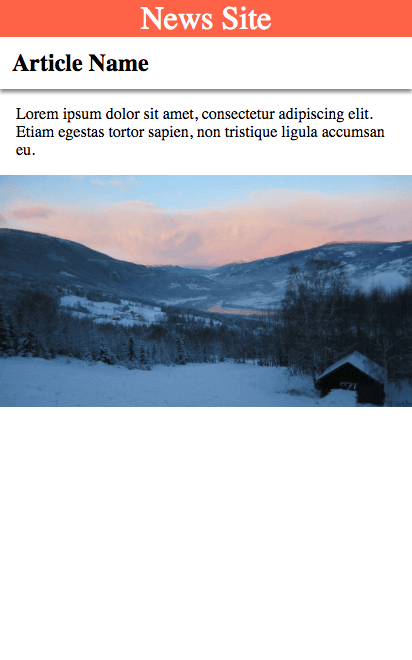 News Site
Article Name
Lorem ipsum dolor sit amet, consectetur adipiscing elit.
Etiam egestas tortor sapien, non tristique ligula accumsan
eu.